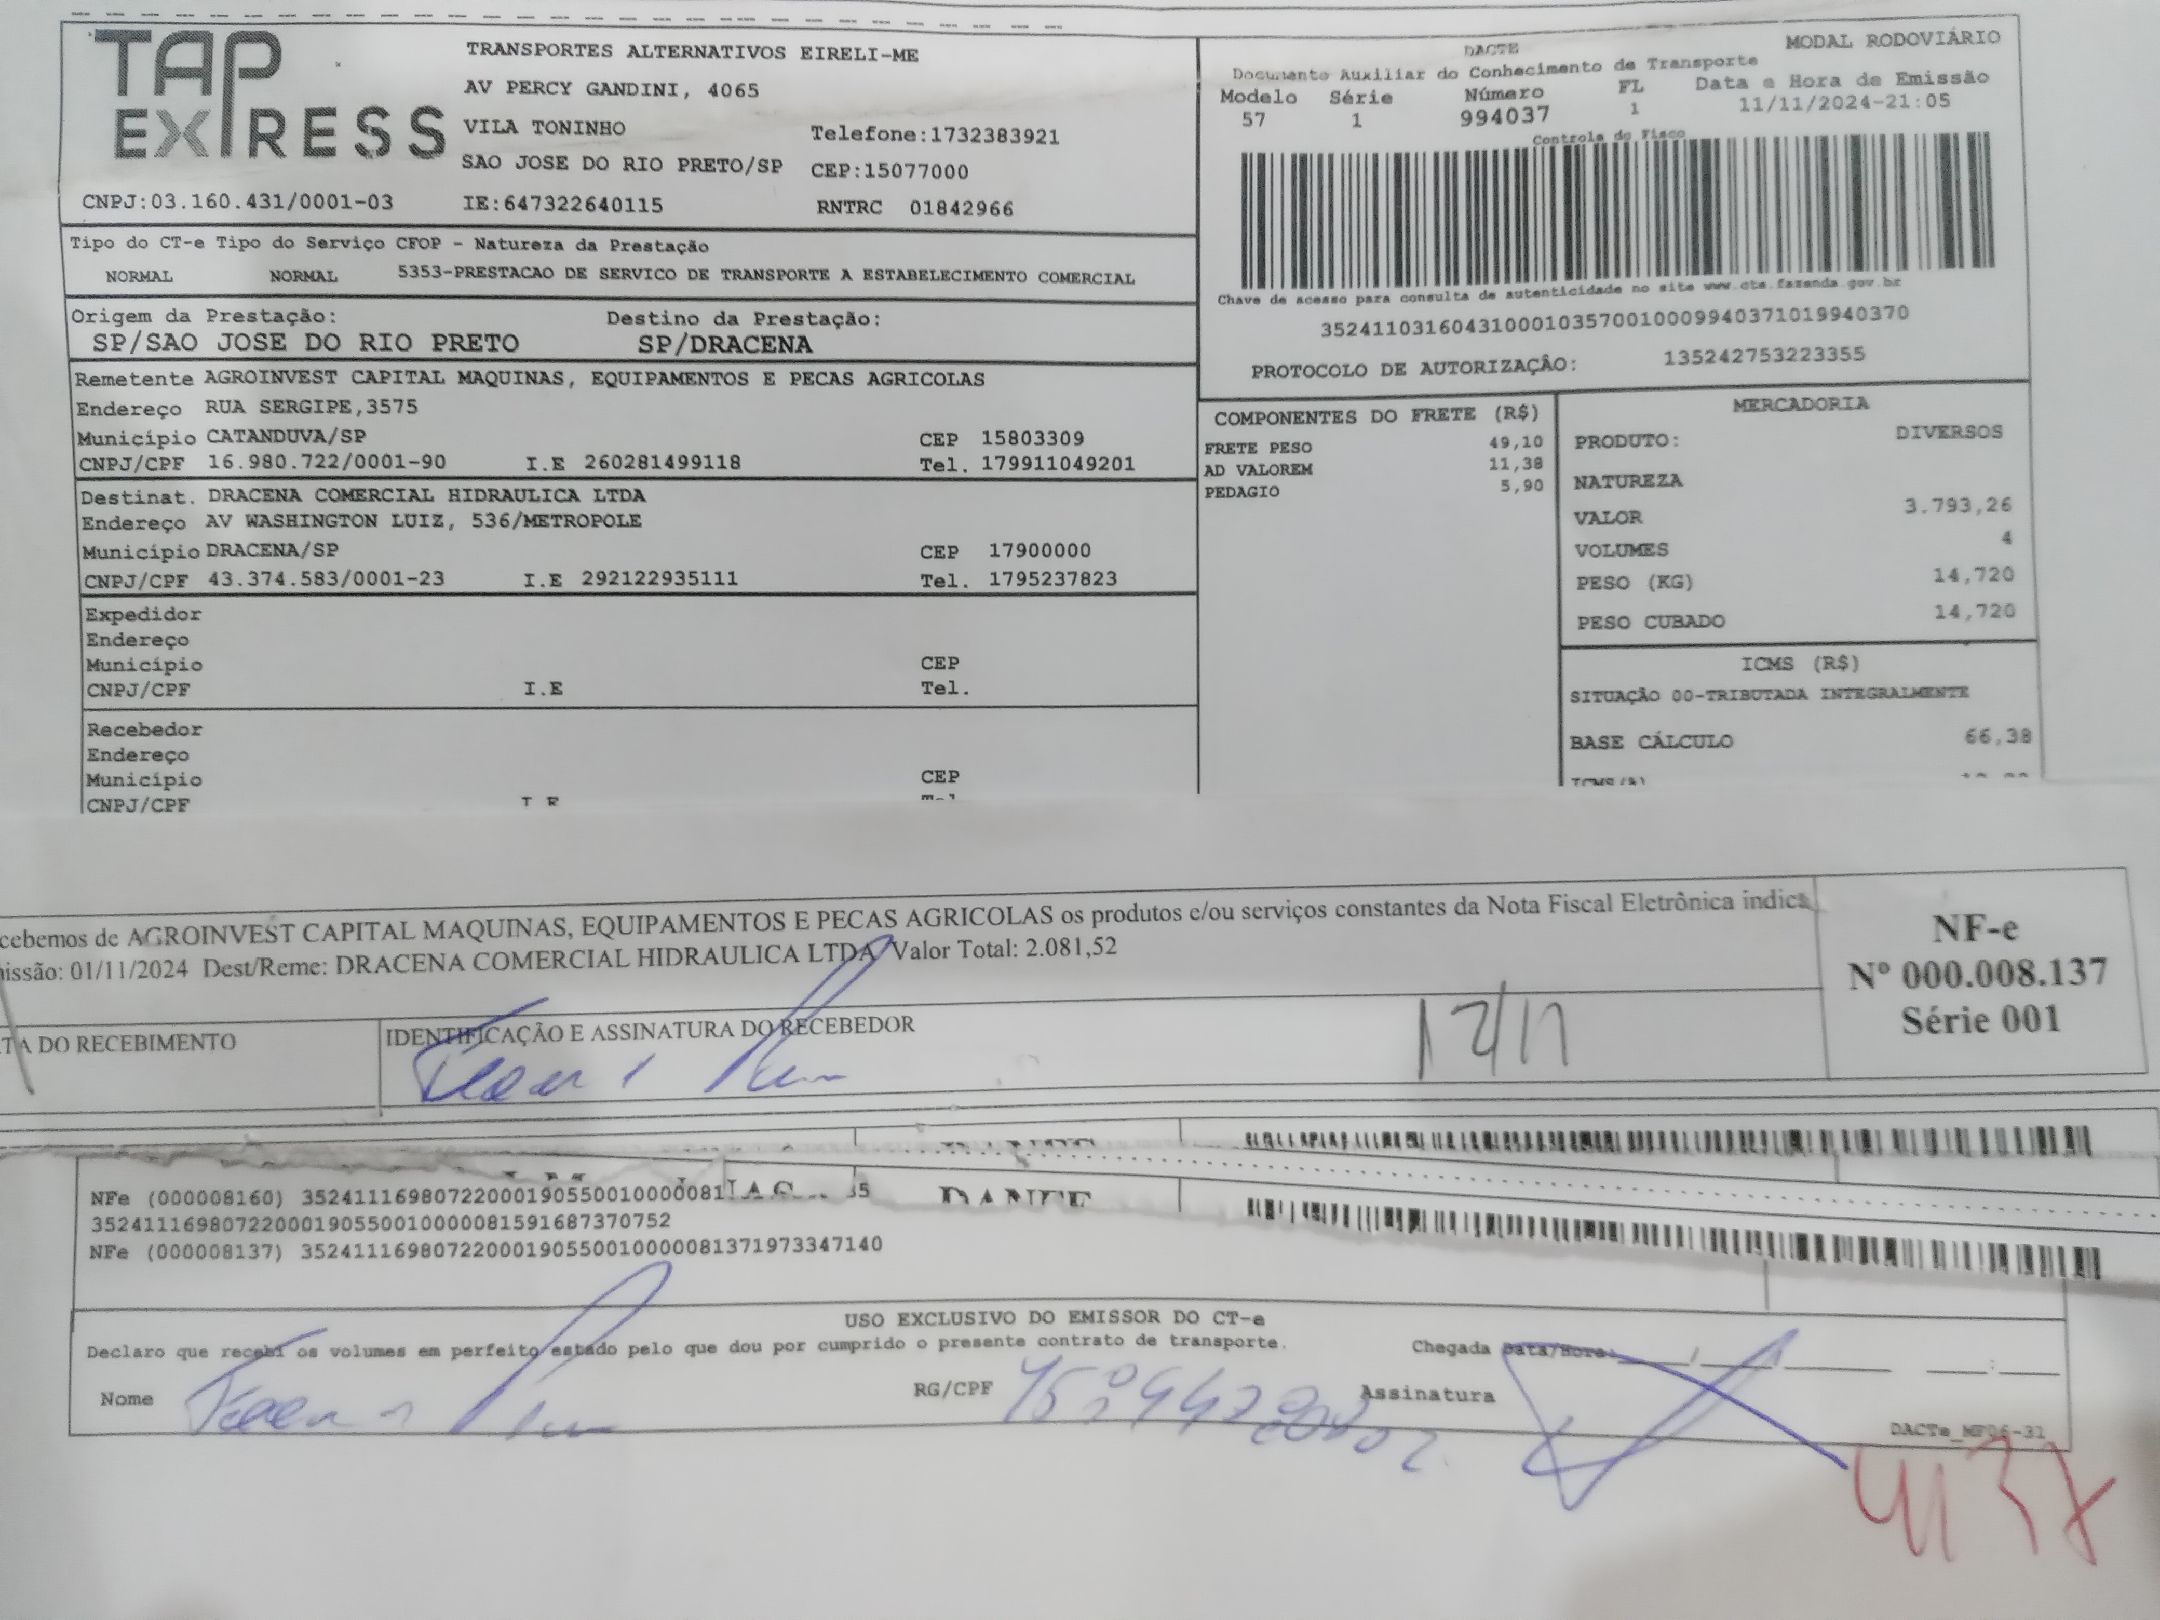 TAP EXPRESS
TRANSPORTES ALTERNATIVOS EIRELI-ME
AV PERCY GANDINI, 4065
VILA TONINHO Telefone:1732383921
SAO JOSE DO RIO PRETO/SP CEP:15077000
CNPJ:03.160.431/0001-03 IE:647322640115 RNTRC 01842966
DACTE MODAL RODOVIÁRIO
Documento Auxiliar do Conhecimento de Transporte
Modelo Série Número FL Data e Hora de Emissão
57 1 994037 1 11/11/2024-21:05
Controle do Fisco
Chave de acesso para consulta de autenticidade no site www.cte.fazenda.gov.br
35241103160431000103570010009940371019940370
PROTOCOLO DE AUTORIZAÇÂO: 135242753223355
Tipo do CT-e Tipo do Serviço CFOP - Natureza da Prestação
NORMAL NORMAL 5353-PRESTACAO DE SERVICO DE TRANSPORTE A ESTABELECIMENTO COMERCIAL
Origem da Prestação: Destino da Prestação:
SP/SAO JOSE DO RIO PRETO SP/DRACENA
Remetente AGROINVEST CAPITAL MAQUINAS, EQUIPAMENTOS E PECAS AGRICOLAS
Endereço RUA SERGIPE,3575
Município CATANDUVA/SP CEP 15803309
CNPJ/CPF 16.980.722/0001-90 I.E 260281499118 Tel. 179911049201
Destinat. DRACENA COMERCIAL HIDRAULICA LTDA
Endereço AV WASHINGTON LUIZ, 536/METROPOLE
Município DRACENA/SP CEP 17900000
CNPJ/CPF 43.374.583/0001-23 I.E 292122935111 Tel. 1795237823
Expedidor
Endereço
Município CEP
CNPJ/CPF I.E Tel.
Recebedor
Endereço
Município CEP
CNPJ/CPF I.E Tel
COMPONENTES DO FRETE (R$)
FRETE PESO 49,10
AD VALOREM 11,38
PEDAGIO 5,90
MERCADORIA
PRODUTO: DIVERSOS
NATUREZA
VALOR 3.793,26
VOLUMES 4
PESO (KG) 14,720
PESO CUBADO 14,720
ICMS (R$)
SITUAÇÃO 00-TRIBUTADA INTEGRALMENTE
BASE CÁLCULO 66,38
cebemos de AGROINVEST CAPITAL MAQUINAS, EQUIPAMENTOS E PECAS AGRICOLAS os produtos e/ou serviços constantes da Nota Fiscal Eletrônica indica
issão: 01/11/2024 Dest/Reme: DRACENA COMERCIAL HIDRAULICA LTDA Valor Total: 2.081,52
NF-e
Nº 000.008.137
Série 001
TA DO RECEBIMENTO IDENTIFICAÇÃO E ASSINATURA DO RECEBEDOR
12/11
DANFE
NFe (000008160)
35241116980722000190550010000081591687370752
NFe (000008137) 35241116980722000190550010000081371973347140
USO EXCLUSIVO DO EMISSOR DO CT-e
Declaro que recebi os volumes em perfeito estado pelo que dou por cumprido o presente contrato de transporte. Chegada Data/Hora:
Nome RG/CPF Assinatura